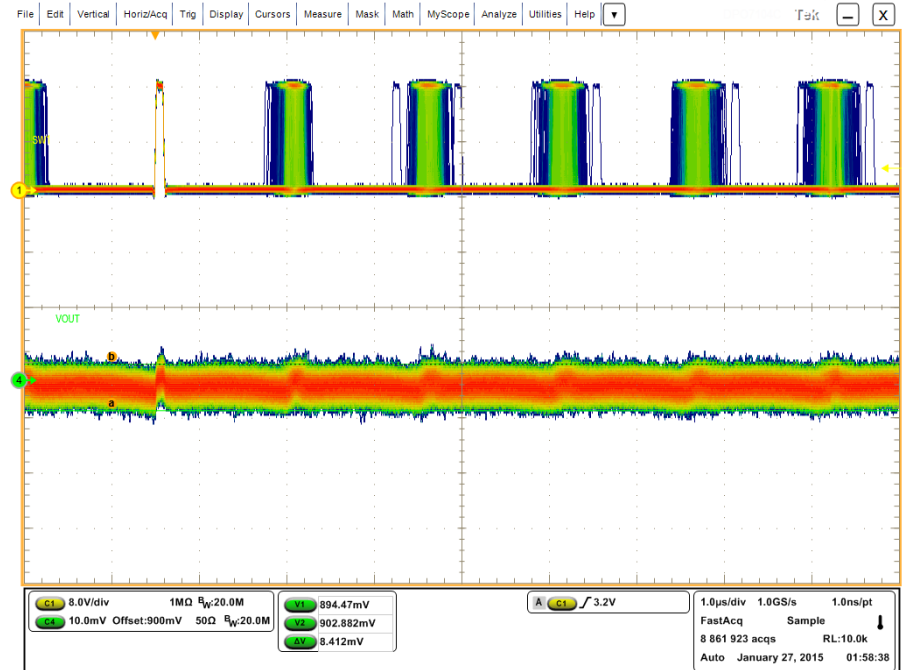 File Edit Vertical Horiz/Acq Trig Display Cursors Measure Mask Math MyScope Analyze Utilities Help ▼ Tek X
SW
1
VOUT
b
4
a
C1 8.0V/div 1MΩ BW:20.0M
C4 10.0mV Offset:900mV 50Ω BW:20.0M
V1 894.47mV
V2 902.882mV
ΔV 8.412mV
A C1 3.2V
1.0µs/div 1.0GS/s 1.0ns/pt
FastAcq Sample
8 861 923 acqs RL:10.0k
Auto January 27, 2015 01:58:38